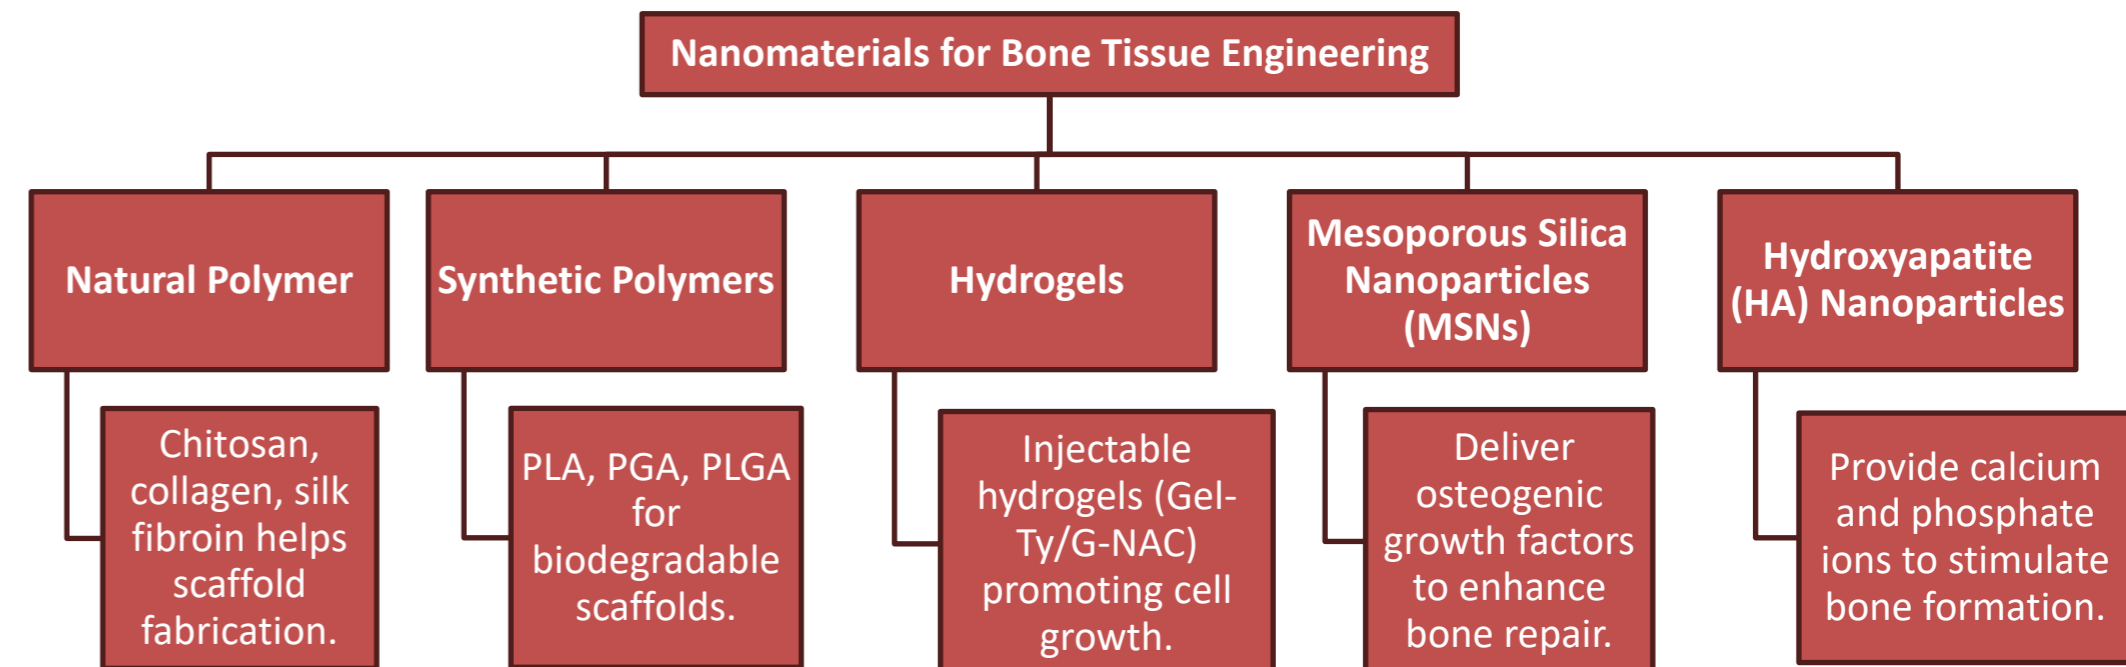 Nanomaterials for Bone Tissue Engineering
Natural Polymer
Chitosan,
collagen, silk
fibroin helps
scaffold
fabrication.
Synthetic Polymers
PLA, PGA, PLGA
for
biodegradable
scaffolds.
Hydrogels
Injectable
hydrogels (Gel-
Ty/G-NAC)
promoting cell
growth.
Mesoporous Silica
Nanoparticles
(MSNs)
Deliver
osteogenic
growth factors
to enhance
bone repair.
Hydroxyapatite
(HA) Nanoparticles
Provide calcium
and phosphate
ions to stimulate
bone formation.